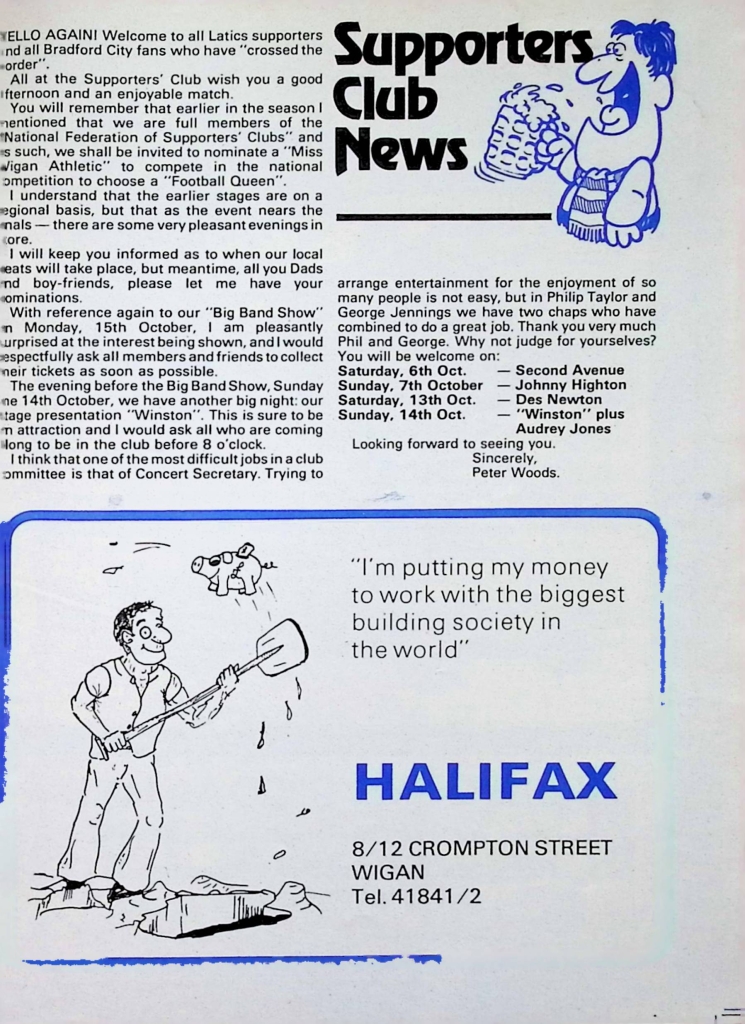 Supporters
Club
News
ELLO AGAIN! Welcome to all Latics supporters
nd all Bradford City fans who have "crossed the
order".
All at the Supporters' Club wish you a good
fternoon and an enjoyable match.
You will remember that earlier in the season I
entioned that we are full members of the
"National Federation of Supporters' Clubs" and
s such, we shall be invited to nominate a "Miss
Wigan Athletic" to compete in the national
ompetition to choose a "Football Queen".
I understand that the earlier stages are on a
egional basis, but that as the event nears the
nals — there are some very pleasant evenings in
ore.
I will keep you informed as to when our local
eats will take place, but meantime, all you Dads
nd boy-friends, please let me have your
ominations.
With reference again to our "Big Band Show"
n Monday, 15th October, I am pleasantly
urprised at the interest being shown, and I would
espectfully ask all members and friends to collect
heir tickets as soon as possible.
The evening before the Big Band Show, Sunday
he 14th October, we have another big night: our
tage presentation "Winston". This is sure to be
n attraction and I would ask all who are coming
long to be in the club before 8 o'clock.
I think that one of the most difficult jobs in a club
ommittee is that of Concert Secretary. Trying to
arrange entertainment for the enjoyment of so
many people is not easy, but in Philip Taylor and
George Jennings we have two chaps who have
combined to do a great job. Thank you very much
Phil and George. Why not judge for yourselves?
You will be welcome on:
Saturday, 6th Oct. — Second Avenue
Sunday, 7th October — Johnny Highton
Saturday, 13th Oct. — Des Newton
Sunday, 14th Oct. — "Winston" plus
Audrey Jones
Looking forward to seeing you.
Sincerely,
Peter Woods.
"I'm putting my money
to work with the biggest
building society in
the world"
HALIFAX
8/12 CROMPTON STREET
WIGAN
Tel. 41841/2